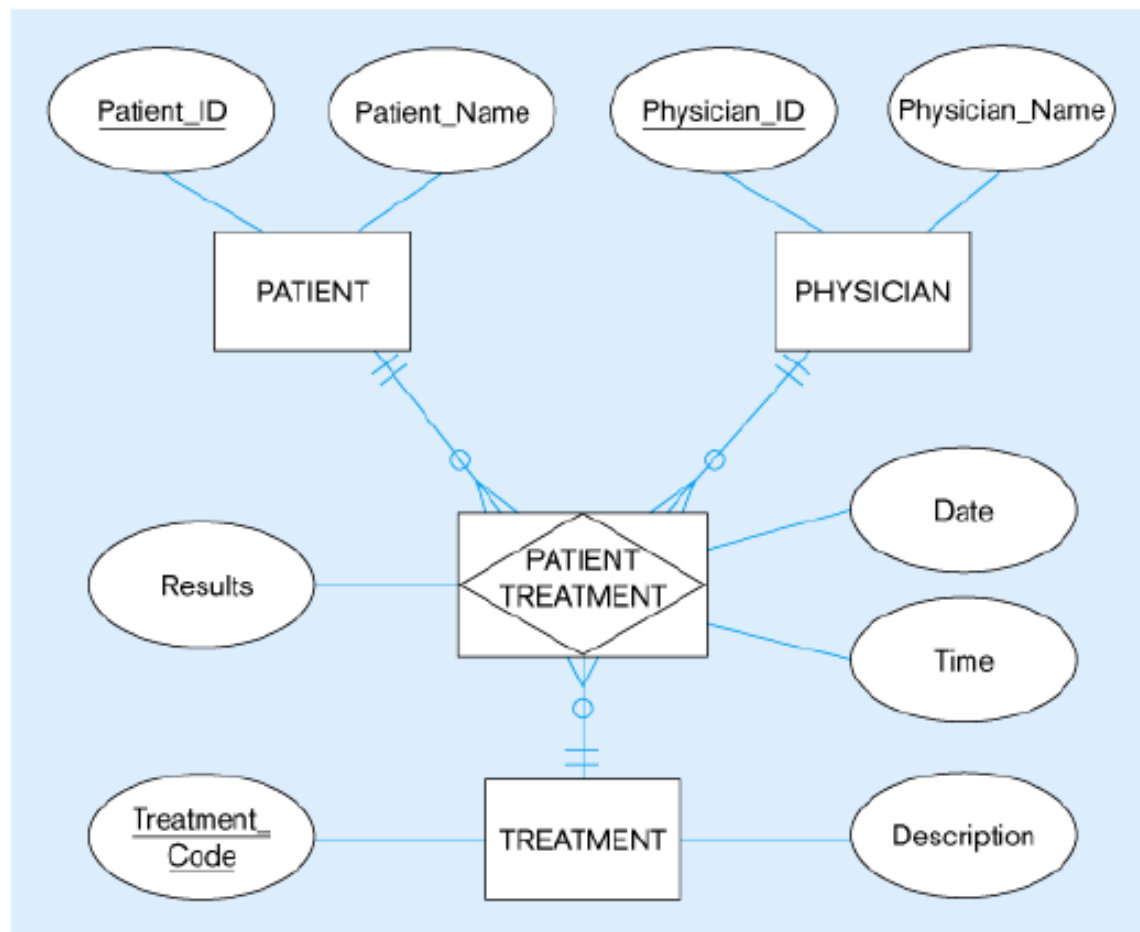 Patient_ID
Patient_Name
Physician_ID
Physician_Name
PATIENT
PHYSICIAN
Date
Results
PATIENT
TREATMENT
Time
Treatment_
Code
TREATMENT
Description